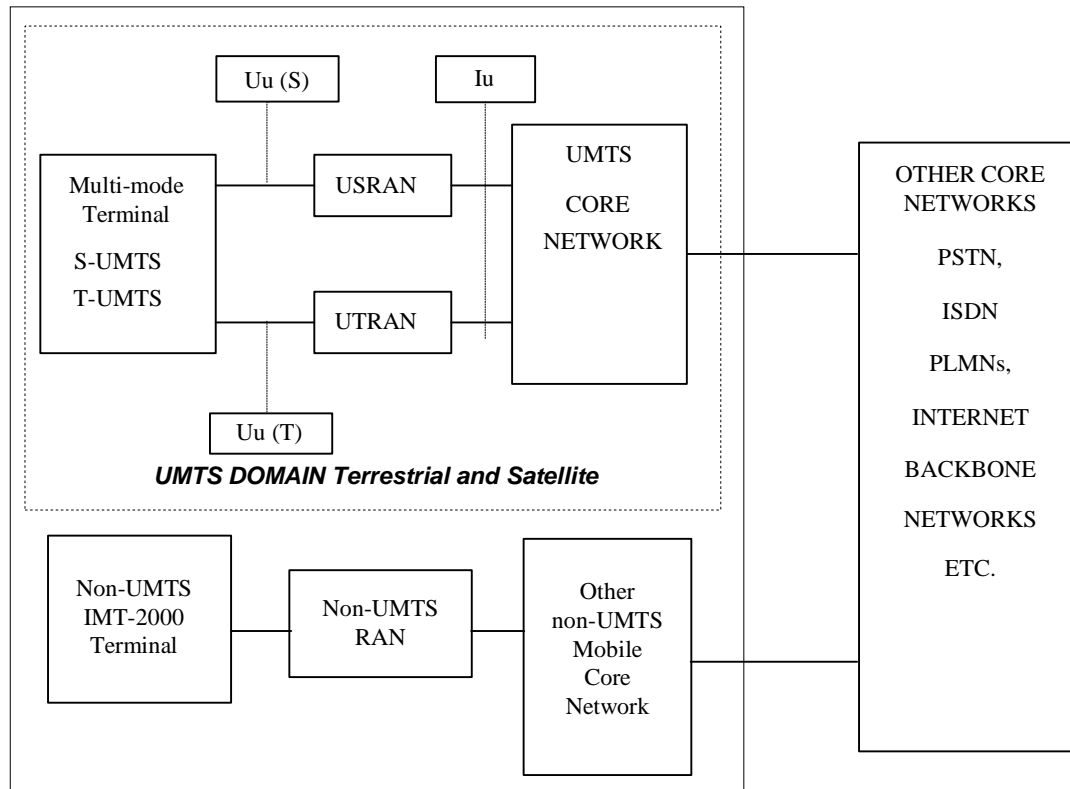 Uu (S)
Iu
Multi-mode
Terminal
S-UMTS
T-UMTS
USRAN
UTRAN
UMTS
CORE
NETWORK
Uu (T)
UMTS DOMAIN Terrestrial and Satellite
OTHER CORE
NETWORKS
PSTN,
ISDN
PLMNs,
INTERNET
BACKBONE
NETWORKS
ETC.
Non-UMTS
IMT-2000
Terminal
Non-UMTS
RAN
Other
non-UMTS
Mobile
Core
Network